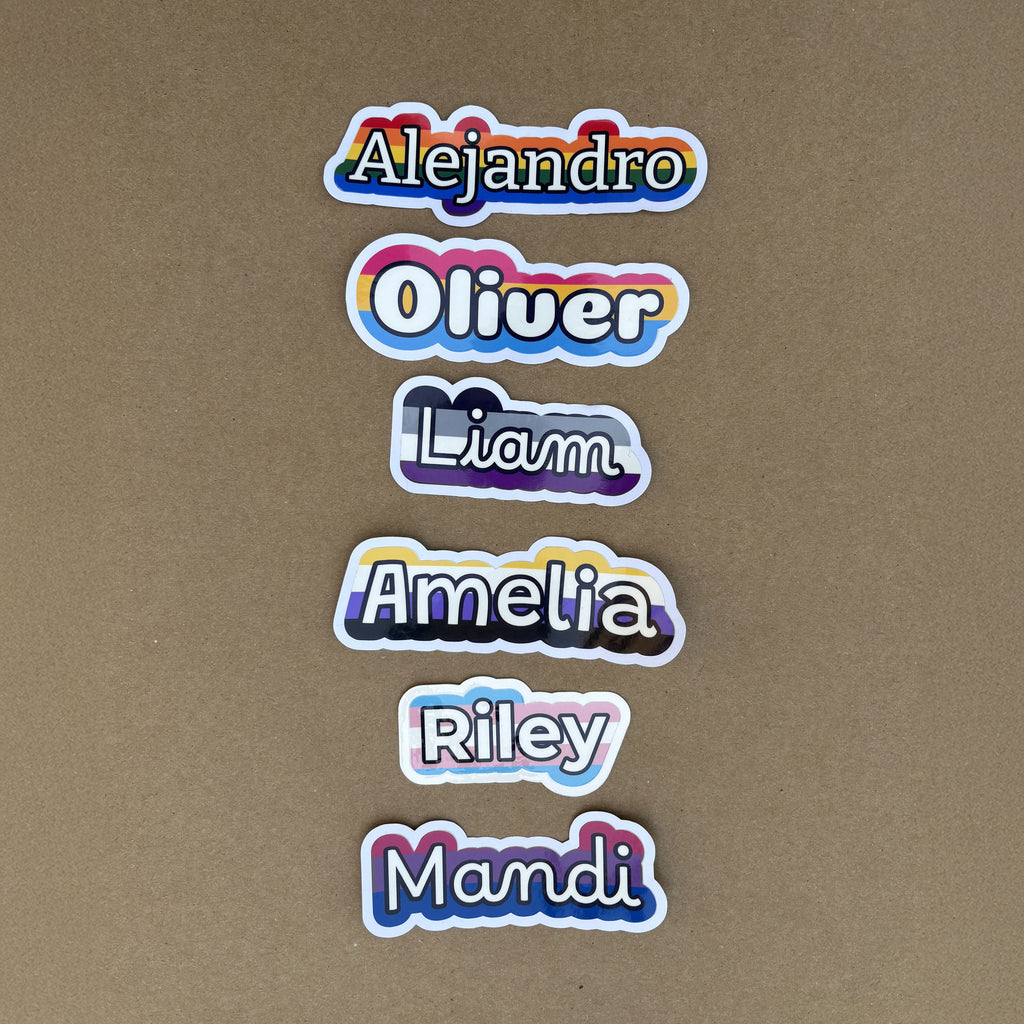 Alejandro
Oliver
Liam
Amelia
Riley
Mandi